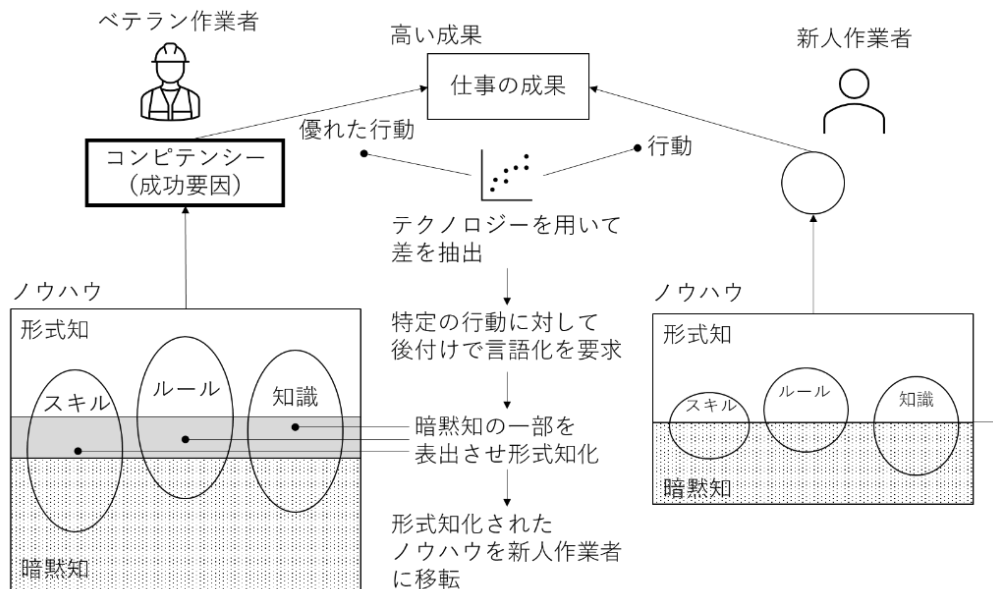 ベテラン作業者
高い成果
仕事の成果
新人作業者
優れた行動
行動
コンピテンシー
（成功要因）
テクノロジーを用いて
差を抽出
ノウハウ
形式知
スキル
ルール
知識
暗黙知
特定の行動に対して
後付けで言語化を要求
暗黙知の一部を
表出させ形式知化
形式知化された
ノウハウを新人作業者
に移転
ノウハウ
形式知
スキル
ルール
知識
暗黙知